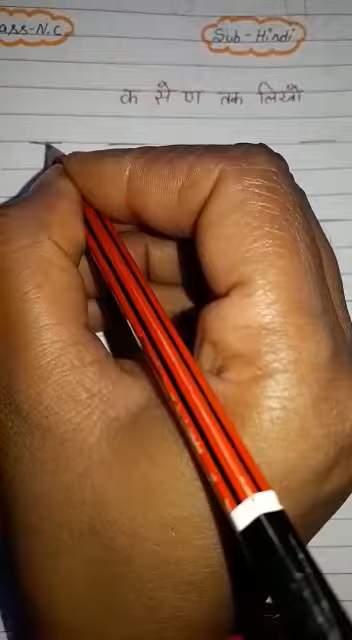 ass-N.C
Sub-Hindi
क से ण तक लिखो